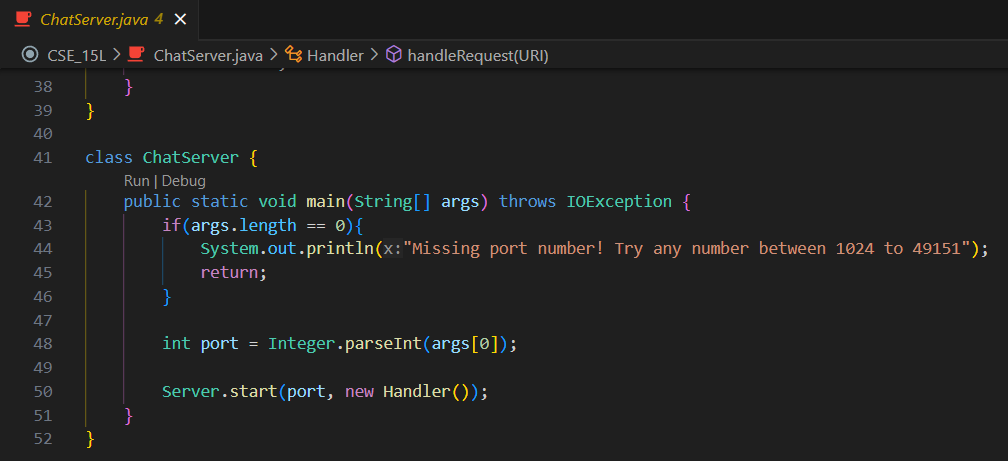 ChatServer.java 4 ×
CSE_15L > ChatServer.java > Handler > handleRequest(URI)
38 }
39 }
40
41 class ChatServer {
Run | Debug
42 public static void main(String[] args) throws IOException {
43 if(args.length == 0){
44 System.out.println(x:"Missing port number! Try any number between 1024 to 49151");
45 return;
46 }
47
48 int port = Integer.parseInt(args[0]);
49
50 Server.start(port, new Handler());
51 }
52 }